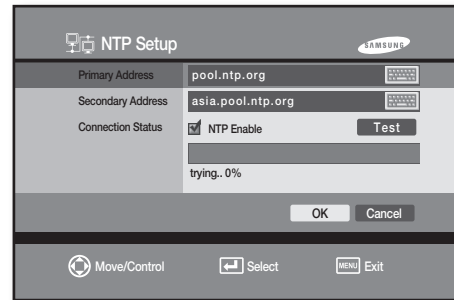 NTP Setup
SAMSUNG
Primary Address
pool.ntp.org
Secondary Address
asia.pool.ntp.org
Connection Status
NTP Enable
Test
trying.. 0%
OK
Cancel
Move/Control
Select
MENU
Exit